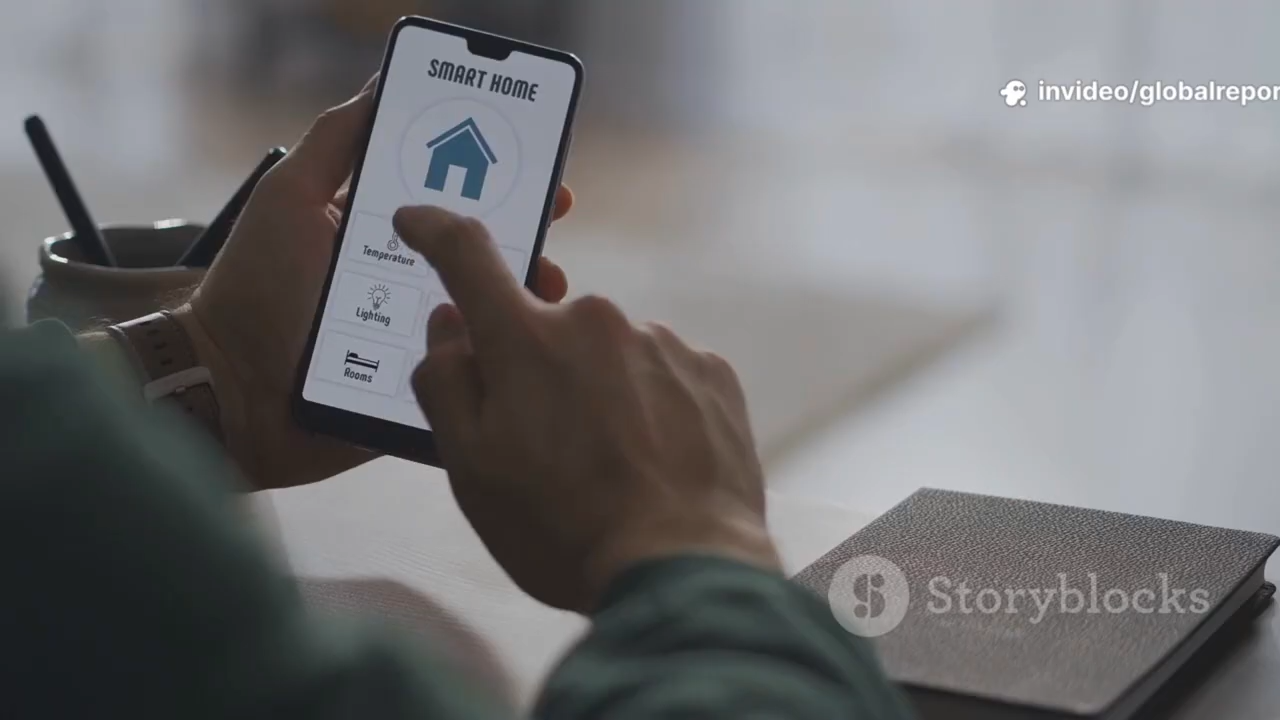 SMART HOME
invideo/globalrepor
Temperature
Lighting
Rooms
Storyblocks